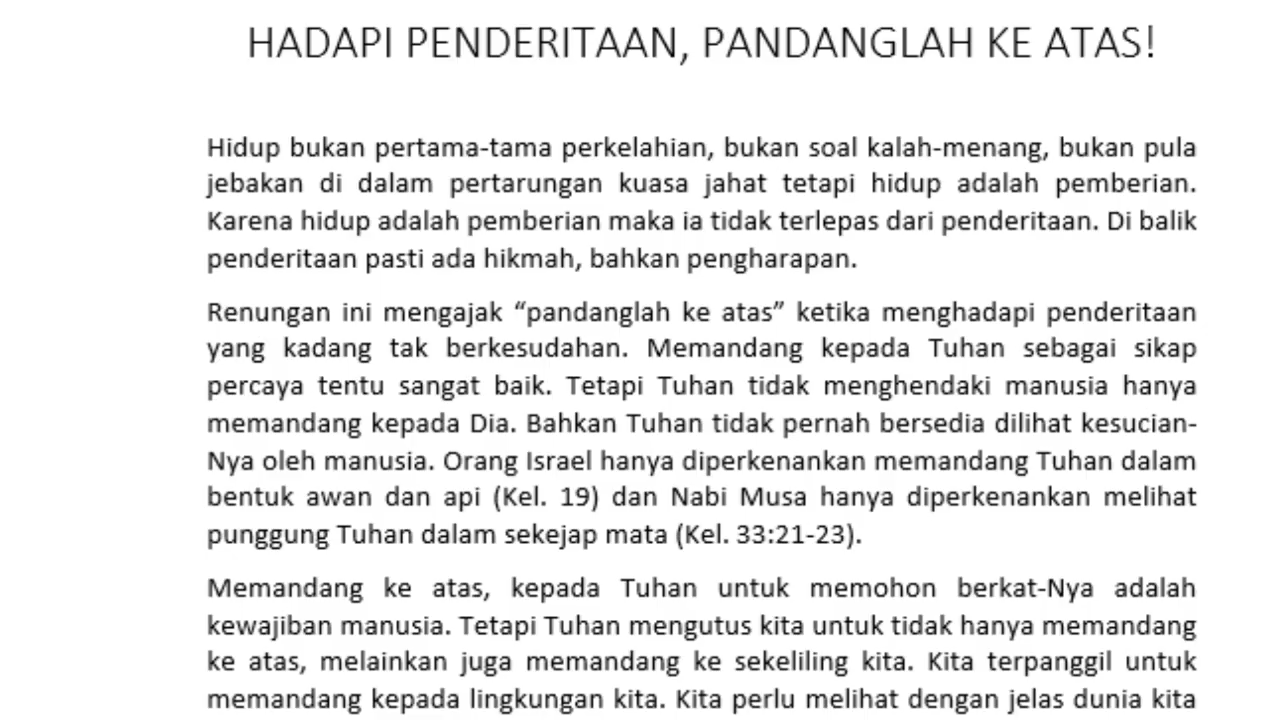 HADAPI PENDERITAAN, PANDANGLAH KE ATAS!
Hidup bukan pertama-tama perkelahian, bukan soal kalah-menang, bukan pula
jebakan di dalam pertarungan kuasa jahat tetapi hidup adalah pemberian.
Karena hidup adalah pemberian maka ia tidak terlepas dari penderitaan. Di balik
penderitaan pasti ada hikmah, bahkan pengharapan.
Renungan ini mengajak “pandanglah ke atas” ketika menghadapi penderitaan
yang kadang tak berkesudahan. Memandang kepada Tuhan sebagai sikap
percaya tentu sangat baik. Tetapi Tuhan tidak menghendaki manusia hanya
memandang kepada Dia. Bahkan Tuhan tidak pernah bersedia dilihat kesucian-
Nya oleh manusia. Orang Israel hanya diperkenankan memandang Tuhan dalam
bentuk awan dan api (Kel. 19) dan Nabi Musa hanya diperkenankan melihat
punggung Tuhan dalam sekejap mata (Kel. 33:21-23).
Memandang ke atas, kepada Tuhan untuk memohon berkat-Nya adalah
kewajiban manusia. Tetapi Tuhan mengutus kita untuk tidak hanya memandang
ke atas, melainkan juga memandang ke sekeliling kita. Kita terpanggil untuk
memandang kepada lingkungan kita. Kita perlu melihat dengan jelas dunia kita